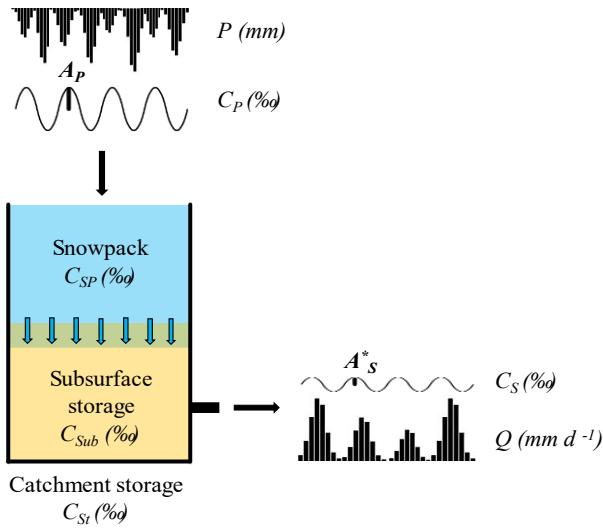 P (mm)
A_P
C_P (‰)
Snowpack
C_SP (‰)
Subsurface
storage
C_Sub (‰)
A*_S
C_S (‰)
Q (mm d⁻¹)
Catchment storage
C_St (‰)